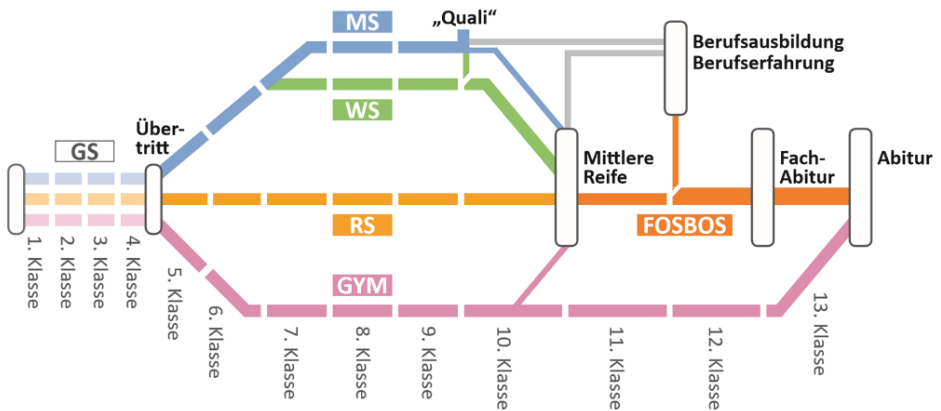 MS
„Quali“
Berufsausbildung
Berufserfahrung
WS
Über-
tritt
GS
Mittlere
Reife
Fach-
Abitur
Abitur
RS
FOSBOS
GYM
1. Klasse
2. Klasse
3. Klasse
4. Klasse
5. Klasse
6. Klasse
7. Klasse
8. Klasse
9. Klasse
10. Klasse
11. Klasse
12. Klasse
13. Klasse